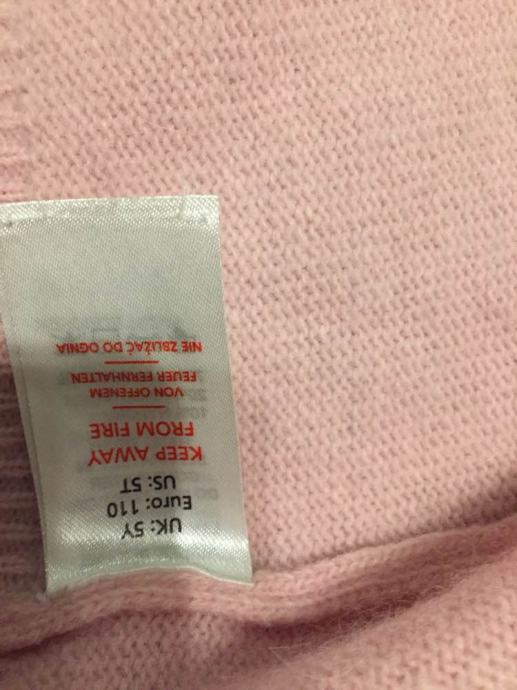 UK: 5Y
Euro: 110
US: 5T
KEEP AWAY
FROM FIRE
VON OFFENEM
FEUER FERNHALTEN
NIE ZBLIŻAĆ DO OGNIA